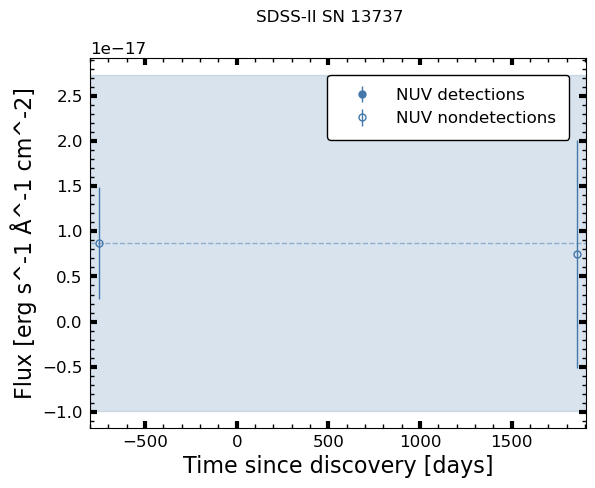 SDSS-II SN 13737
1e−17
NUV detections
NUV nondetections
2.5
2.0
1.5
1.0
0.5
0.0
−0.5
−1.0
Flux [erg s^-1 Å^-1 cm^-2]
−500 0 500 1000 1500
Time since discovery [days]